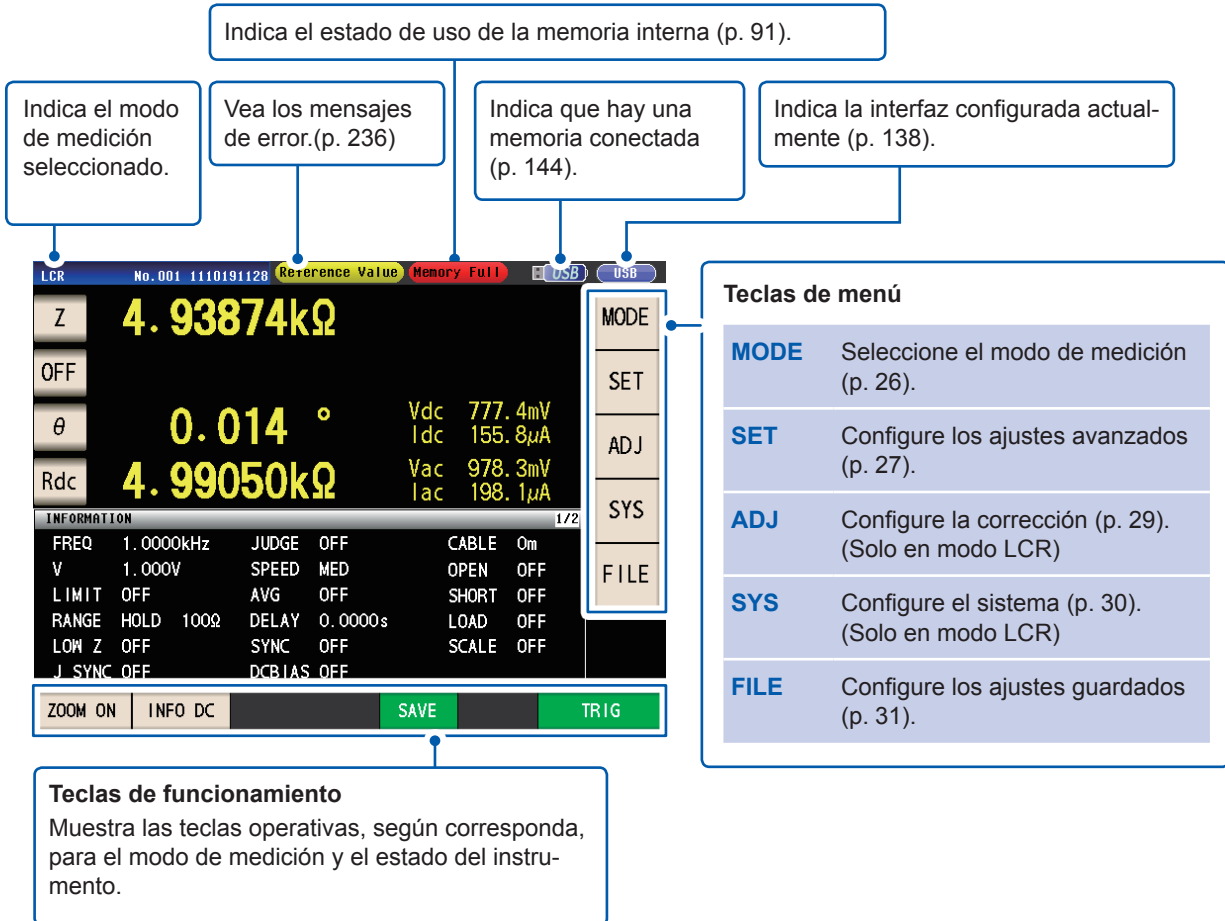 Indica el estado de uso de la memoria interna (p. 91).
Indica el modo
de medición
seleccionado.
Vea los mensajes
de error.(p. 236)
Indica que hay una
memoria conectada
(p. 144).
Indica la interfaz configurada actual-
mente (p. 138).
LCR No.001 1110191128 Reference Value Memory Full USB USB
Z 4.93874kΩ
OFF
θ 0.014 ° Vdc 777.4mV
Idc 155.8μA
Rdc 4.99050kΩ Vac 978.3mV
Iac 198.1μA
INFORMATION 1/2
FREQ 1.0000kHz JUDGE OFF CABLE 0m
V 1.000V SPEED MED OPEN OFF
LIMIT OFF AVG OFF SHORT OFF
RANGE HOLD 100Ω DELAY 0.0000s LOAD OFF
LOW Z OFF SYNC OFF SCALE OFF
J SYNC OFF DCBIAS OFF
MODE
SET
ADJ
SYS
FILE
ZOOM ON INFO DC SAVE TRIG
Teclas de menú
MODE Seleccione el modo de medición
(p. 26).
SET Configure los ajustes avanzados
(p. 27).
ADJ Configure la corrección (p. 29).
(Solo en modo LCR)
SYS Configure el sistema (p. 30).
(Solo en modo LCR)
FILE Configure los ajustes guardados
(p. 31).
Teclas de funcionamiento
Muestra las teclas operativas, según corresponda,
para el modo de medición y el estado del instru-
mento.